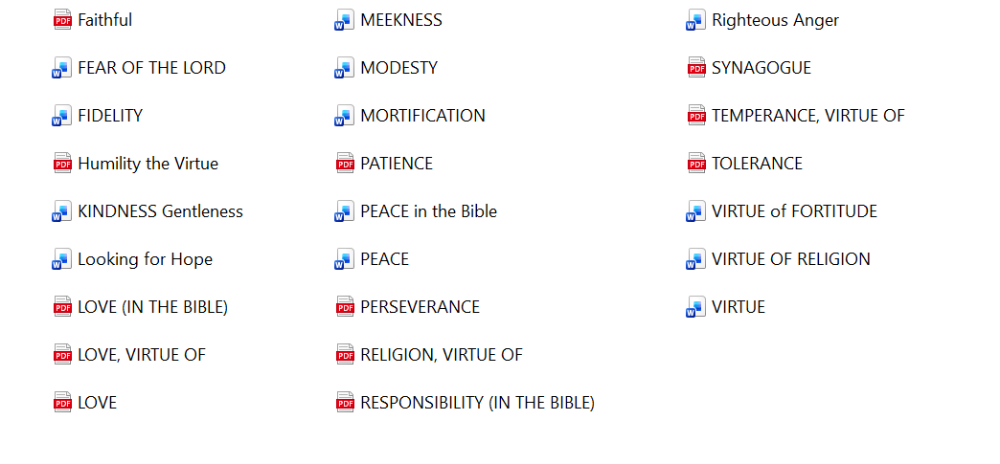 Faithful
FEAR OF THE LORD
FIDELITY
Humility the Virtue
KINDNESS Gentleness
Looking for Hope
LOVE (IN THE BIBLE)
LOVE, VIRTUE OF
LOVE
MEEKNESS
MODESTY
MORTIFICATION
PATIENCE
PEACE in the Bible
PEACE
PERSEVERANCE
RELIGION, VIRTUE OF
RESPONSIBILITY (IN THE BIBLE)
Righteous Anger
SYNAGOGUE
TEMPERANCE, VIRTUE OF
TOLERANCE
VIRTUE of FORTITUDE
VIRTUE OF RELIGION
VIRTUE